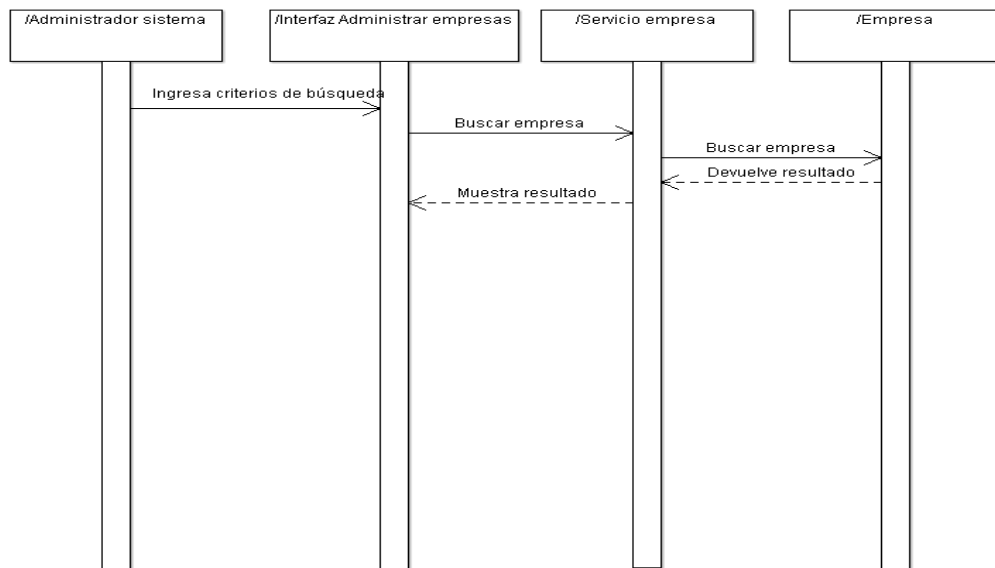 /Administrador sistema
/Interfaz Administrar empresas
/Servicio empresa
/Empresa
Ingresa criterios de búsqueda
Buscar empresa
Buscar empresa
Devuelve resultado
Muestra resultado